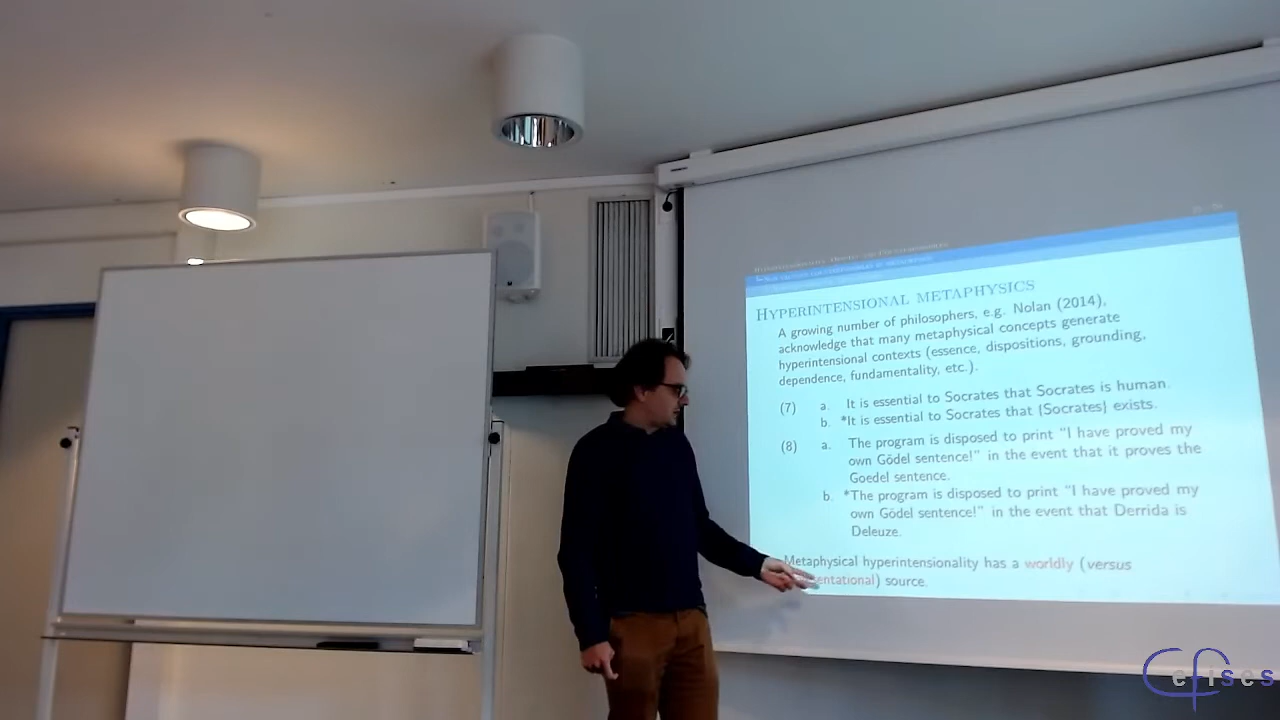 HYPERINTENSIONAL METAPHYSICS
A growing number of philosophers, e.g. Nolan (2014),
acknowledge that many metaphysical concepts generate
hyperintensional contexts (essence, dispositions, grounding,
dependence, fundamentality, etc.).
(7) a. It is essential to Socrates that Socrates is human.
b. *It is essential to Socrates that {Socrates} exists.
(8) a. The program is disposed to print "I have proved my
own Gödel sentence!" in the event that it proves the
Goedel sentence.
b. *The program is disposed to print "I have proved my
own Gödel sentence!" in the event that Derrida is
Deleuze.
Metaphysical hyperintensionality has a worldly (versus
entational) source.
Cefises